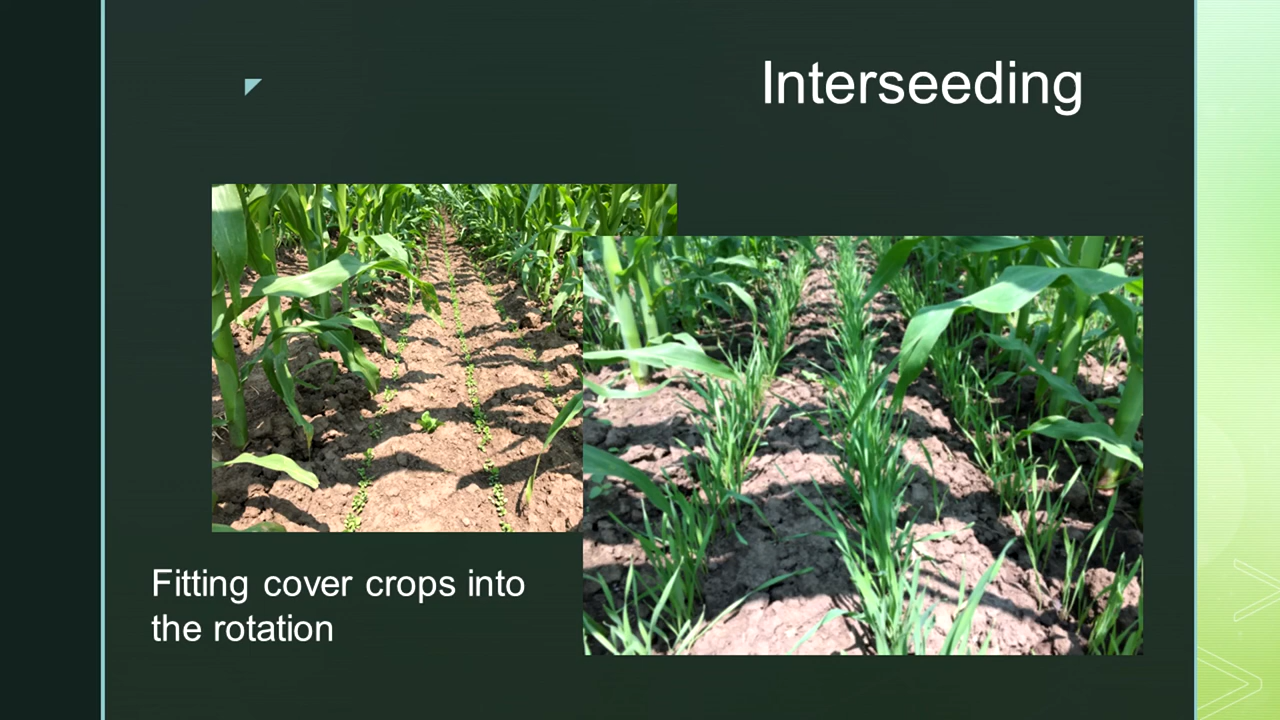 Interseeding
Fitting cover crops into
the rotation